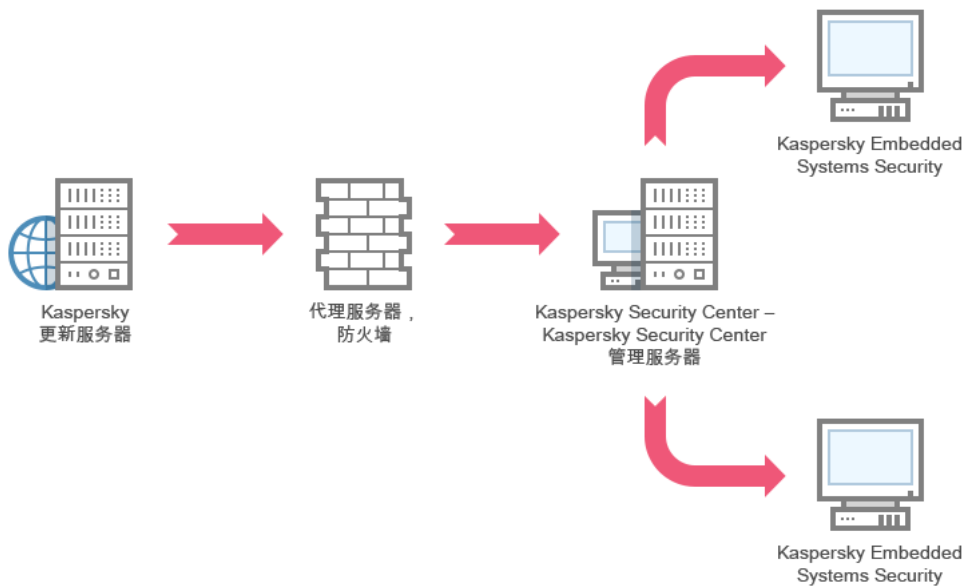 Kaspersky Embedded
Systems Security
Kaspersky
更新服务器
代理服务器，
防火墙
Kaspersky Security Center –
Kaspersky Security Center
管理服务器
Kaspersky Embedded
Systems Security